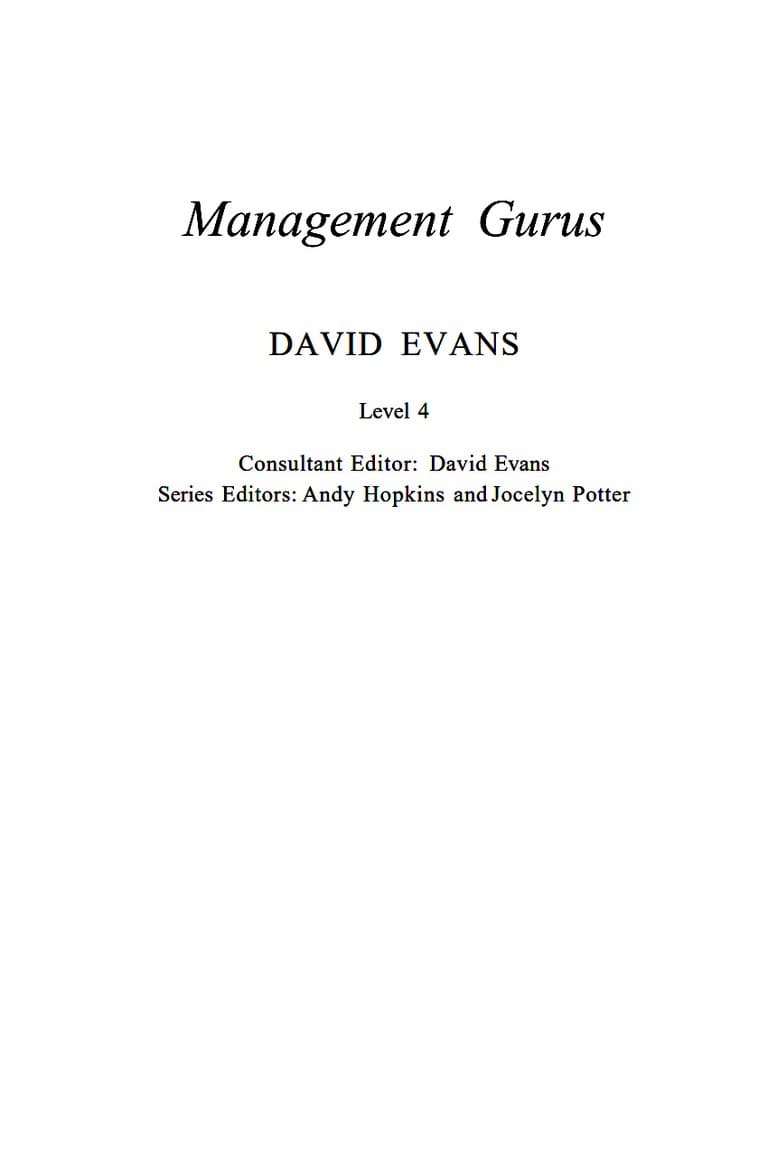 Management Gurus
DAVID EVANS
Level 4
Consultant Editor: David Evans
Series Editors: Andy Hopkins and Jocelyn Potter